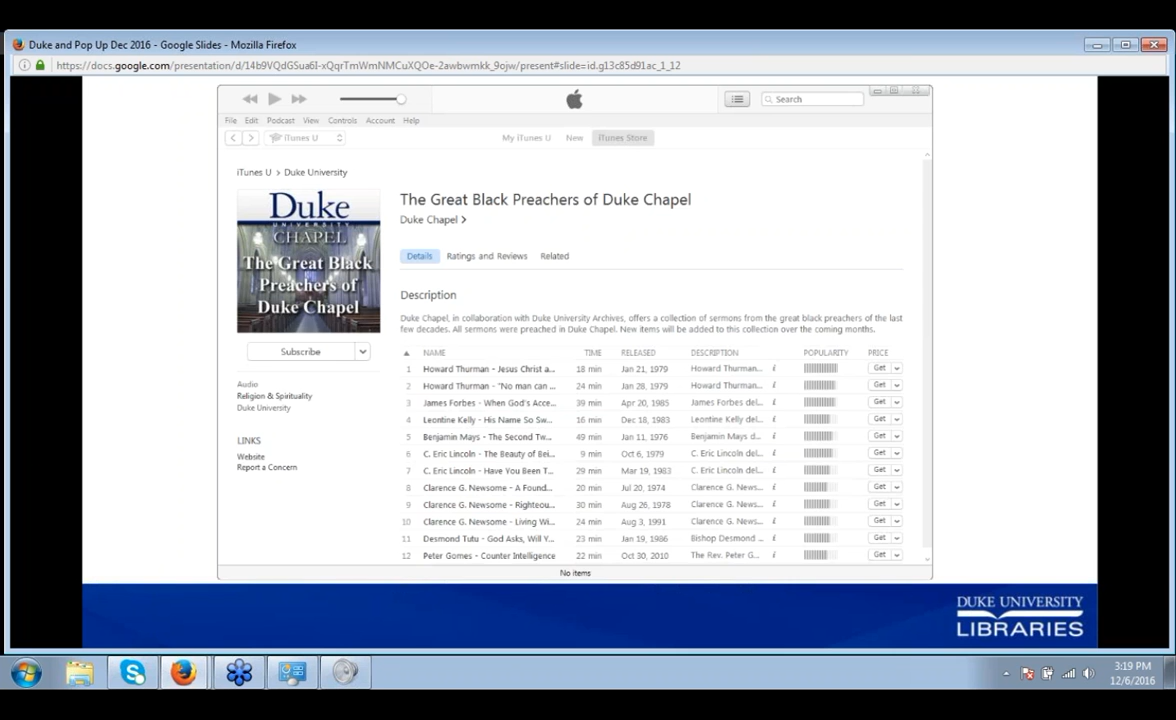 Duke and Pop Up Dec 2016 - Google Slides - Mozilla Firefox
https://docs.google.com/presentation/d/14b9VQdGSua6I-xQqrTmWmNMCuXQOe-2awbwmkk_9ojw/present#slide=id.g13c85d91ac_1_12
Search
File Edit Podcast View Controls Account Help
iTunes U My iTunes U New iTunes Store
iTunes U > Duke University
Duke
UNIVERSITY
CHAPEL
The Great Black
Preachers of
Duke Chapel
Subscribe
Audio
Religion & Spirituality
Duke University
LINKS
Website
Report a Concern
The Great Black Preachers of Duke Chapel
Duke Chapel >
Details Ratings and Reviews Related
Description
Duke Chapel, in collaboration with Duke University Archives, offers a collection of sermons from the great black preachers of the last
few decades. All sermons were preached in Duke Chapel. New items will be added to this collection over the coming months.
NAME TIME RELEASED DESCRIPTION POPULARITY PRICE
1 Howard Thurman - Jesus Christ a... 18 min Jan 21, 1979 Howard Thurman... i Get
2 Howard Thurman - "No man can ... 24 min Jan 28, 1979 Howard Thurman... i Get
3 James Forbes - When God's Acce... 39 min Apr 20, 1985 James Forbes del... i Get
4 Leontine Kelly - His Name So Sw... 16 min Dec 18, 1983 Leontine Kelly del... i Get
5 Benjamin Mays - The Second Tw... 49 min Jan 11, 1976 Benjamin Mays d... i Get
6 C. Eric Lincoln - The Beauty of Bei... 9 min Oct 6, 1979 C. Eric Lincoln del... i Get
7 C. Eric Lincoln - Have You Been T... 29 min Mar 19, 1983 C. Eric Lincoln del... i Get
8 Clarence G. Newsome - A Found... 20 min Jul 20, 1974 Clarence G. News... i Get
9 Clarence G. Newsome - Righteou... 30 min Aug 26, 1978 Clarence G. News... i Get
10 Clarence G. Newsome - Living Wi... 24 min Aug 3, 1991 Clarence G. News... i Get
11 Desmond Tutu - God Asks, Will Y... 23 min Jan 19, 1986 Bishop Desmond ... i Get
12 Peter Gomes - Counter Intelligence 22 min Oct 30, 2010 The Rev. Peter G... i Get
No items
DUKE UNIVERSITY
LIBRARIES
3:19 PM
12/6/2016